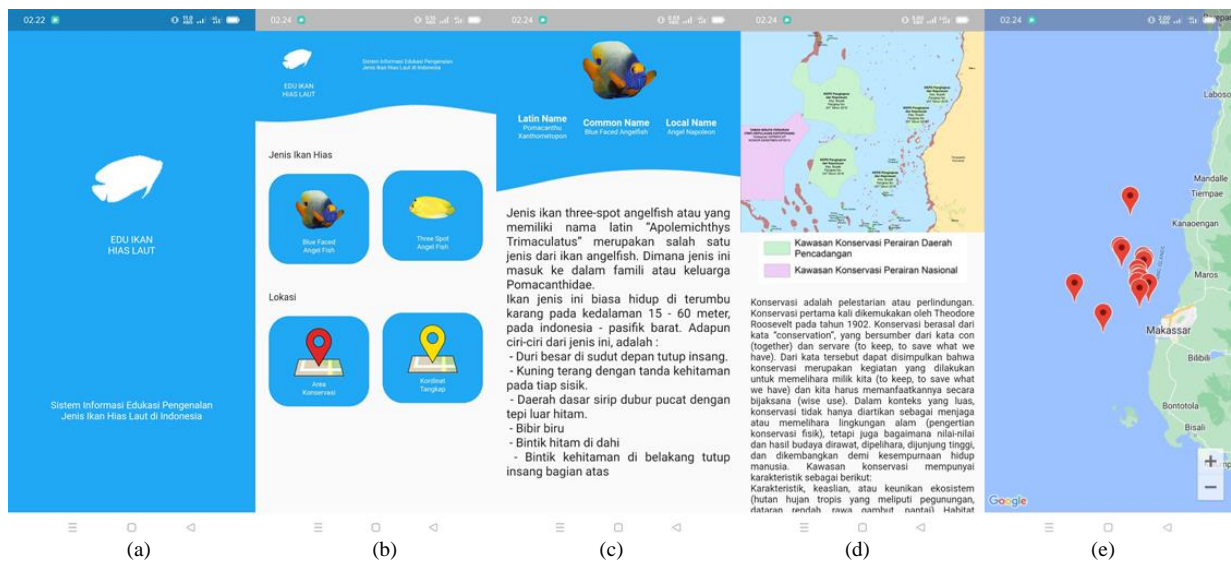 02.22
EDU IKAN
HIAS LAUT
Sistem Informasi Edukasi Pengenalan
Jenis Ikan Hias Laut di Indonesia
(a)
02.24
EDU IKAN
HIAS LAUT
Sistem Informasi Edukasi Pengenalan
Jenis Ikan Hias Laut di Indonesia
Jenis Ikan Hias
Blue Faced
Angel Fish
Three Spot
Angel Fish
Lokasi
Area
Konservasi
Kordinet
Tangkap
(b)
02.24
Latin Name
Pomacanthu
Xanthometopon
Common Name
Blue Faced Angelfish
Local Name
Angel Napoleon
Jenis ikan three-spot angelfish atau yang
memiliki nama latin “Apolemichthys
Trimaculatus” merupakan salah satu
jenis dari ikan angelfish. Dimana jenis ini
masuk ke dalam famili atau keluarga
Pomacanthidae.
Ikan jenis ini biasa hidup di terumbu
karang pada kedalaman 15 - 60 meter,
pada indonesia - pasifik barat. Adapun
ciri-ciri dari jenis ini, adalah :
- Duri besar di sudut depan tutup insang.
- Kuning terang dengan tanda kehitaman
pada tiap sisik.
- Daerah dasar sirip dubur pucat dengan
tepi luar hitam.
- Bibir biru
- Bintik hitam di dahi
- Bintik kehitaman di belakang tutup
insang bagian atas
(c)
02.24
Kawasan Konservasi Perairan Daerah
Pencadangan
Kawasan Konservasi Perairan Nasional
Konservasi adalah pelestarian atau perlindungan.
Konservasi pertama kali dikemukakan oleh Theodore
Roosevelt pada tahun 1902. Konservasi berasal dari
kata “conservation”, yang bersumber dari kata con
(together) dan servare (to keep, to save what we
have). Dari kata tersebut dapat disimpulkan bahwa
konservasi merupakan kegiatan yang dilakukan
untuk memelihara milik kita (to keep, to save what
we have) dan kita harus memanfaatkannya secara
bijaksana (wise use). Dalam konteks yang luas,
konservasi tidak hanya diartikan sebagai menjaga
atau memelihara lingkungan alam (pengertian
konservasi fisik), tetapi juga bagaimana nilai-nilai
dan hasil budaya dirawat, dipelihara, dijunjung tinggi,
dan dikembangkan demi kesempurnaan hidup
manusia. Kawasan konservasi mempunyai
karakteristik sebagai berikut:
Karakteristik, keaslian, atau keunikan ekosistem
(hutan hujan tropis yang meliputi pegunungan,
dataran rendah, rawa gambut, pantai) Habitat
(d)
02.24
Laboso
Mandalle
Tiempae
Kanaoengan
Maros
Makassar
Bilibili
Bontotola
Bisali
+
−
Google
(e)